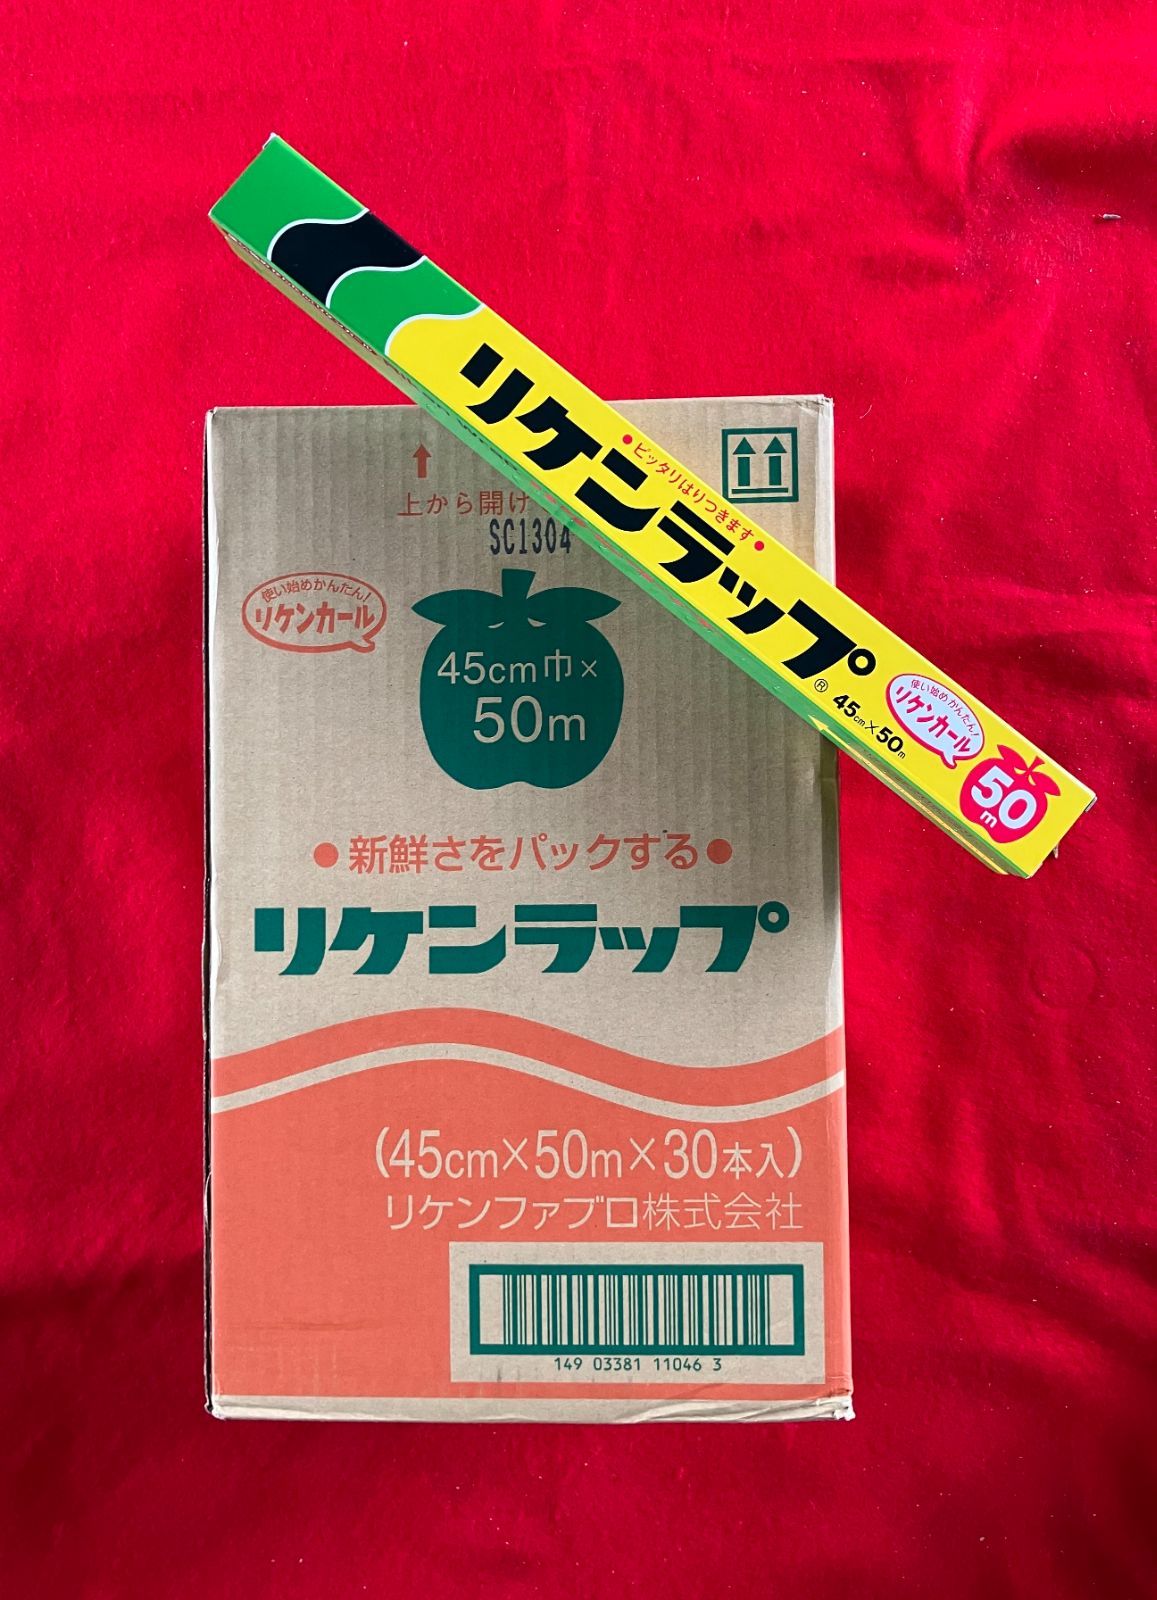 リケンラップ®
●ピッタリはりつきます●
45cm×50m
使い始めかんたん!
リケンカール
50
m
上から開け
SC1304
使い始めかんたん!
リケンカール
45cm巾×
50m
●新鮮さをパックする●
リケンラップ
(45cm×50m×30本入)
リケンファブロ株式会社
149 03381 11046 3